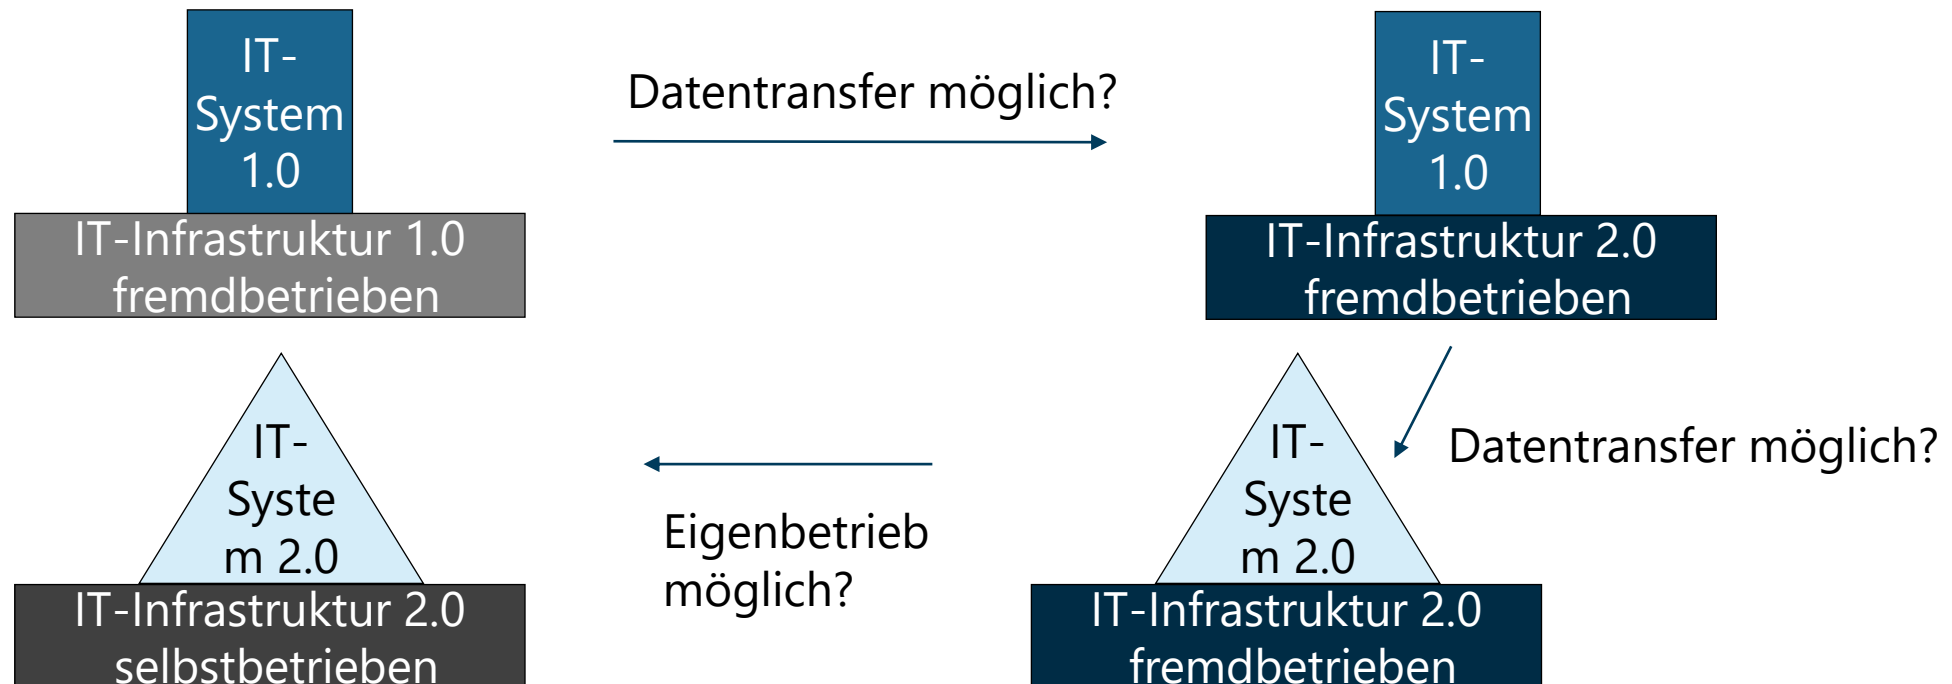 IT-
System
1.0
IT-Infrastruktur 1.0
fremdbetrieben
Datentransfer möglich?
IT-
System
1.0
IT-Infrastruktur 2.0
fremdbetrieben
Datentransfer möglich?
IT-
Syste
m 2.0
IT-Infrastruktur 2.0
fremdbetrieben
Eigenbetrieb
möglich?
IT-
Syste
m 2.0
IT-Infrastruktur 2.0
selbstbetrieben